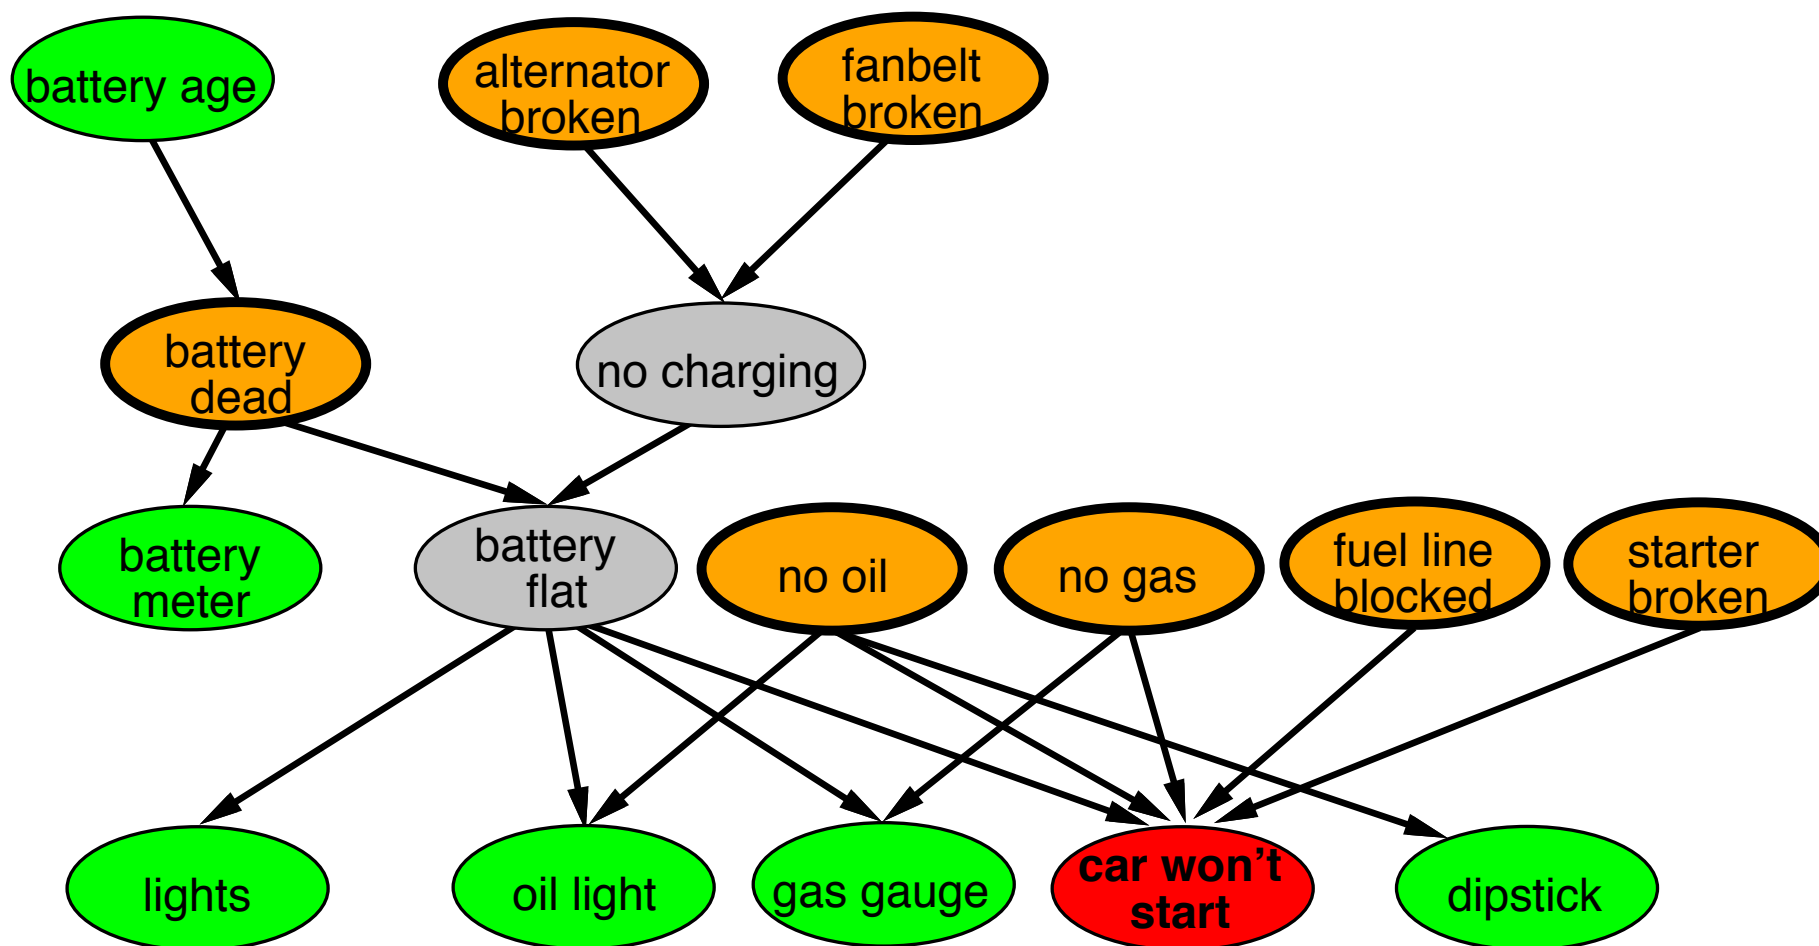 battery age
alternator
broken
fanbelt
broken
battery
dead
no charging
battery
meter
battery
flat
no oil
no gas
fuel line
blocked
starter
broken
lights
oil light
gas gauge
car won't
start
dipstick